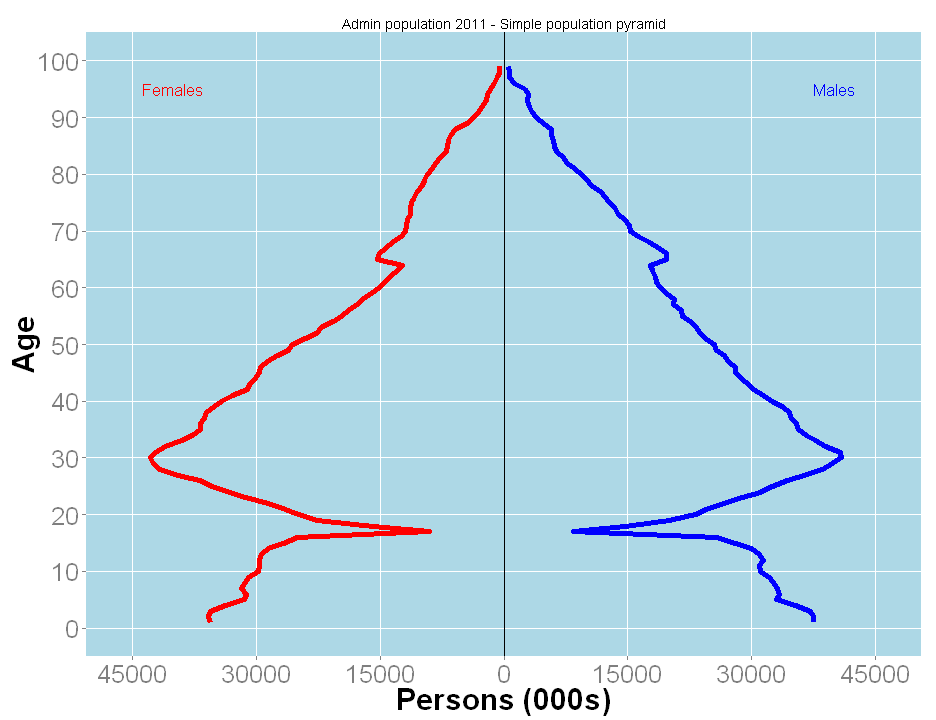 Admin population 2011 - Simple population pyramid
Females
Males
Age
100
90
80
70
60
50
40
30
20
10
0
45000 30000 15000 0 15000 30000 45000
Persons (000s)